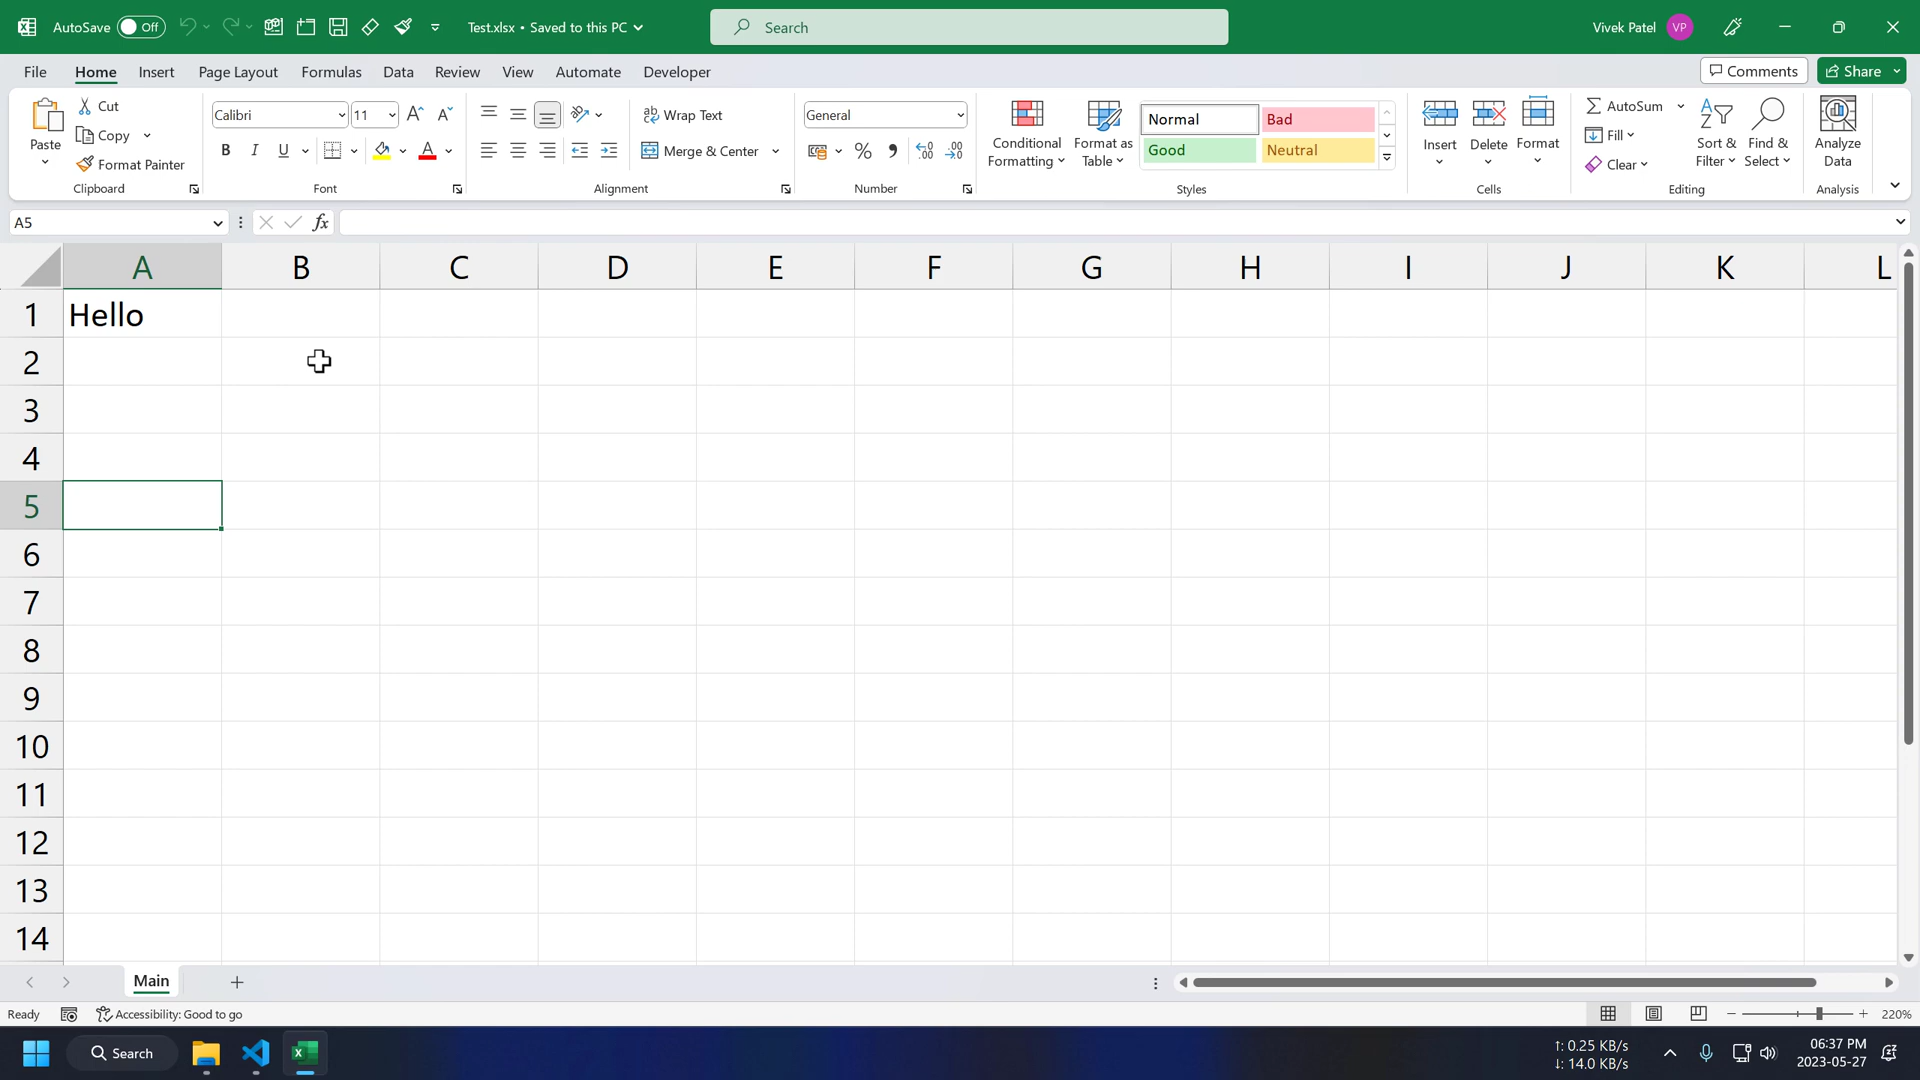 AutoSave Off Test.xlsx • Saved to this PC Search Vivek Patel VP
File Home Insert Page Layout Formulas Data Review View Automate Developer Comments Share
Paste Cut Copy Format Painter Clipboard
Calibri 11 B I U A Font
ab Wrap Text Merge & Center Alignment
General % 9 .00 Number
Conditional Formatting Format as Table Normal Bad Good Neutral Styles
Insert Delete Format Cells
AutoSum Fill Clear Sort & Filter Find & Select Editing
Analyze Data Analysis
A5 fx
A B C D E F G H I J K L
1 Hello
2
3
4
5
6
7
8
9
10
11
12
13
14
Main
Ready Accessibility: Good to go 220%
Search ↑: 0.25 KB/s 06:37 PM
↓: 14.0 KB/s 2023-05-27